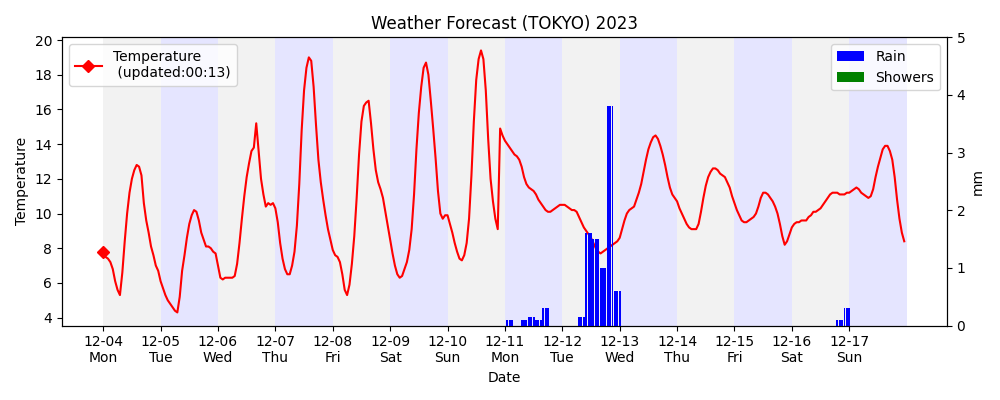 Weather Forecast (TOKYO) 2023
Temperature
(updated:00:13)
Rain
Showers
Temperature
20
18
16
14
12
10
8
6
4
5
4
3
2
1
0
mm
12-04 12-05 12-06 12-07 12-08 12-09 12-10 12-11 12-12 12-13 12-14 12-15 12-16 12-17
Mon Tue Wed Thu Fri Sat Sun Mon Tue Wed Thu Fri Sat Sun
Date